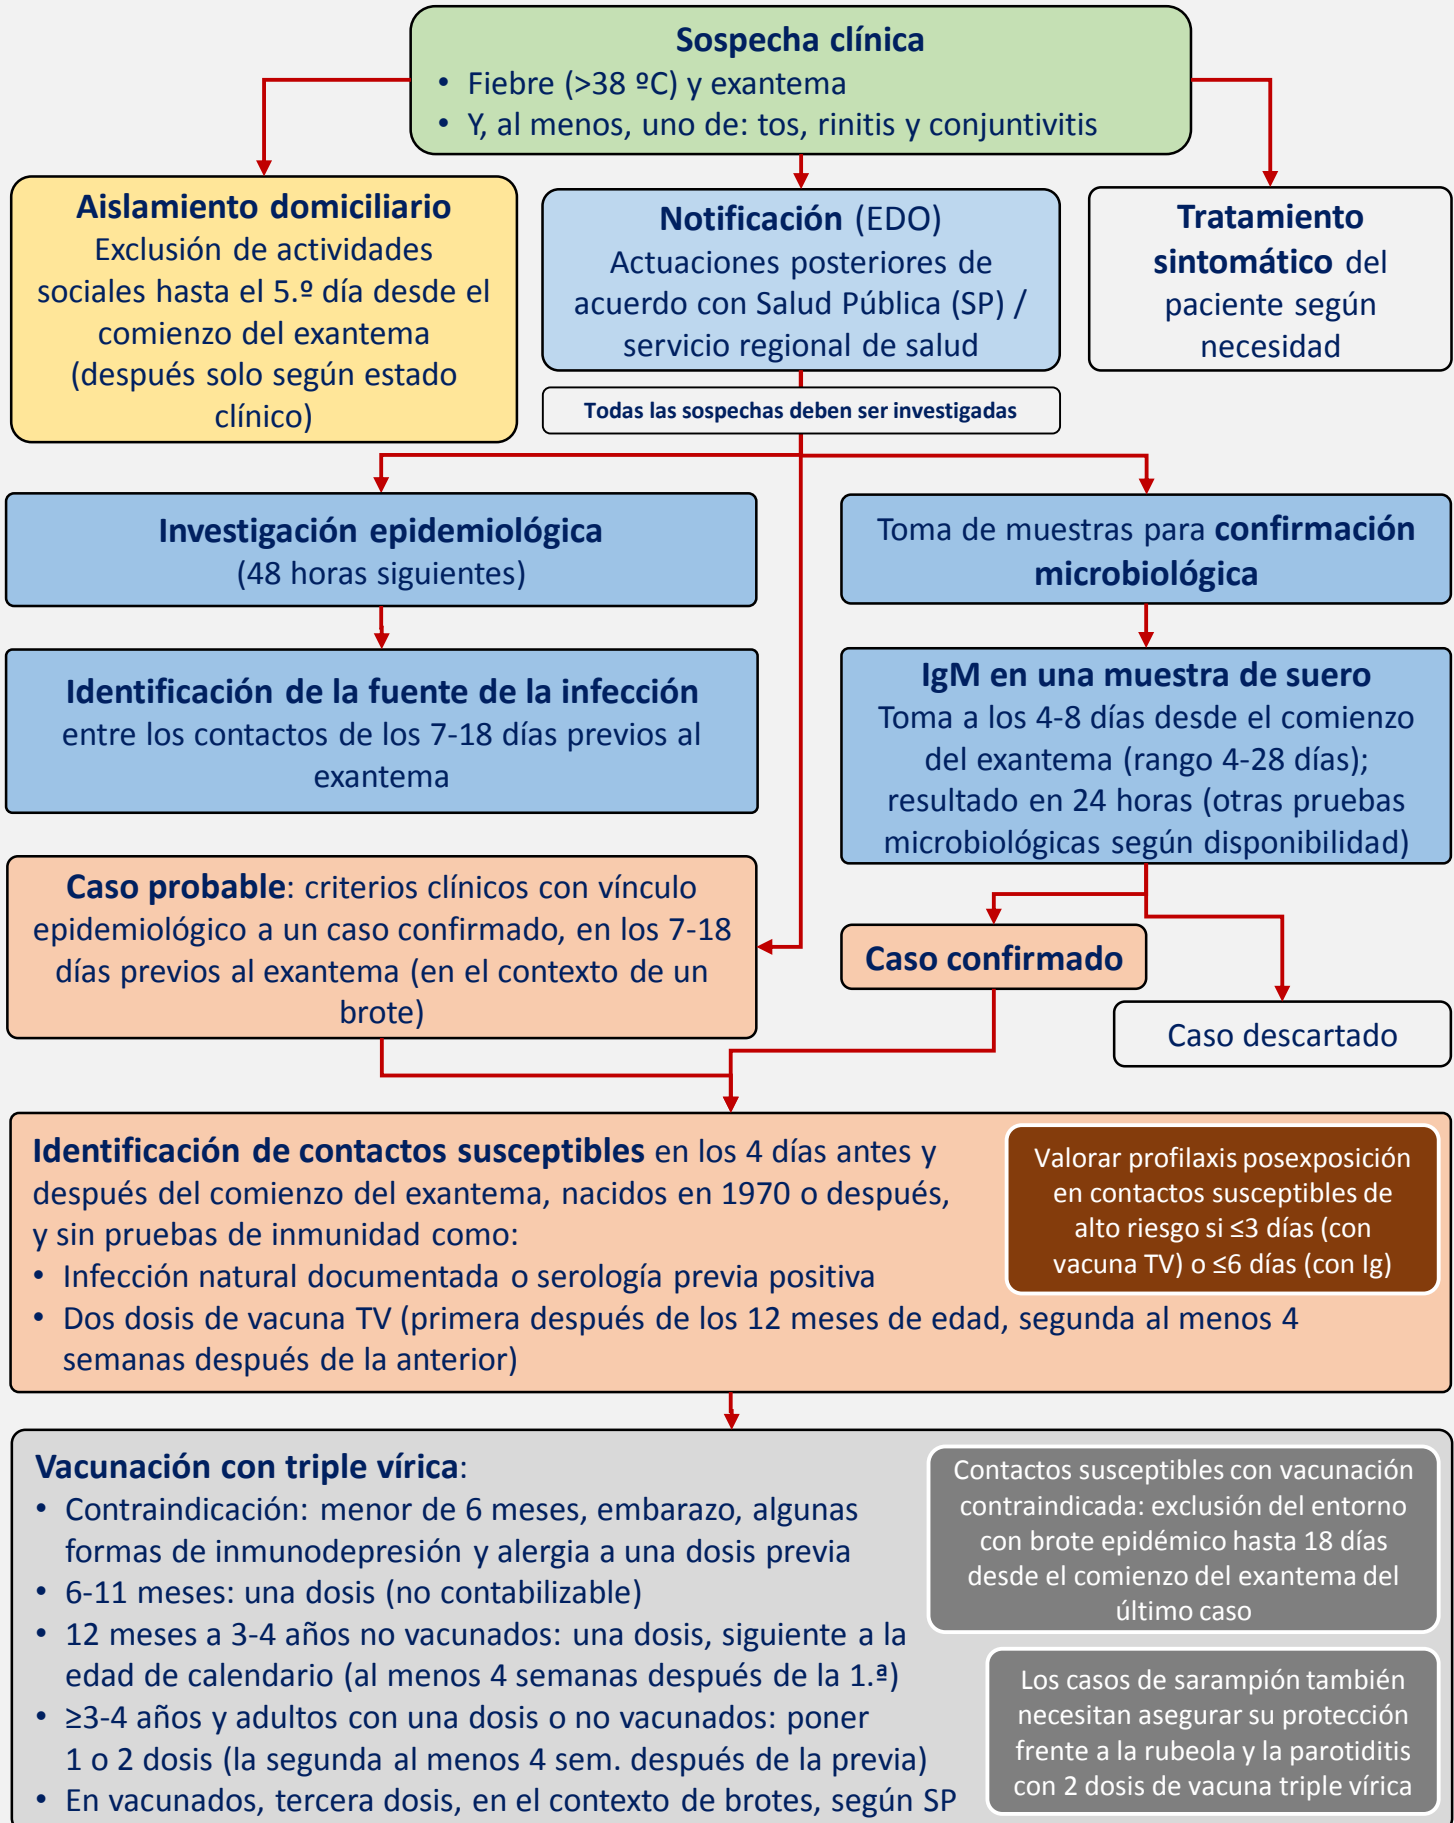 Sospecha clínica
• Fiebre (>38 ºC) y exantema
• Y, al menos, uno de: tos, rinitis y conjuntivitis
Aislamiento domiciliario
Exclusión de actividades
sociales hasta el 5.º día desde el
comienzo del exantema
(después solo según estado
clínico)
Notificación (EDO)
Actuaciones posteriores de
acuerdo con Salud Pública (SP) /
servicio regional de salud
Tratamiento
sintomático del
paciente según
necesidad
Todas las sospechas deben ser investigadas
Investigación epidemiológica
(48 horas siguientes)
Toma de muestras para confirmación
microbiológica
Identificación de la fuente de la infección
entre los contactos de los 7-18 días previos al
exantema
IgM en una muestra de suero
Toma a los 4-8 días desde el comienzo
del exantema (rango 4-28 días);
resultado en 24 horas (otras pruebas
microbiológicas según disponibilidad)
Caso probable: criterios clínicos con vínculo
epidemiológico a un caso confirmado, en los 7-18
días previos al exantema (en el contexto de un
brote)
Caso confirmado
Caso descartado
Identificación de contactos susceptibles en los 4 días antes y
después del comienzo del exantema, nacidos en 1970 o después,
y sin pruebas de inmunidad como:
• Infección natural documentada o serología previa positiva
• Dos dosis de vacuna TV (primera después de los 12 meses de edad, segunda al menos 4
semanas después de la anterior)
Valorar profilaxis posexposición
en contactos susceptibles de
alto riesgo si ≤3 días (con
vacuna TV) o ≤6 días (con Ig)
Vacunación con triple vírica:
• Contraindicación: menor de 6 meses, embarazo, algunas
formas de inmunodepresión y alergia a una dosis previa
• 6-11 meses: una dosis (no contabilizable)
• 12 meses a 3-4 años no vacunados: una dosis, siguiente a la
edad de calendario (al menos 4 semanas después de la 1.ª)
• ≥3-4 años y adultos con una dosis o no vacunados: poner
1 o 2 dosis (la segunda al menos 4 sem. después de la previa)
• En vacunados, tercera dosis, en el contexto de brotes, según SP
Contactos susceptibles con vacunación
contraindicada: exclusión del entorno
con brote epidémico hasta 18 días
desde el comienzo del exantema del
último caso
Los casos de sarampión también
necesitan asegurar su protección
frente a la rubeola y la parotiditis
con 2 dosis de vacuna triple vírica